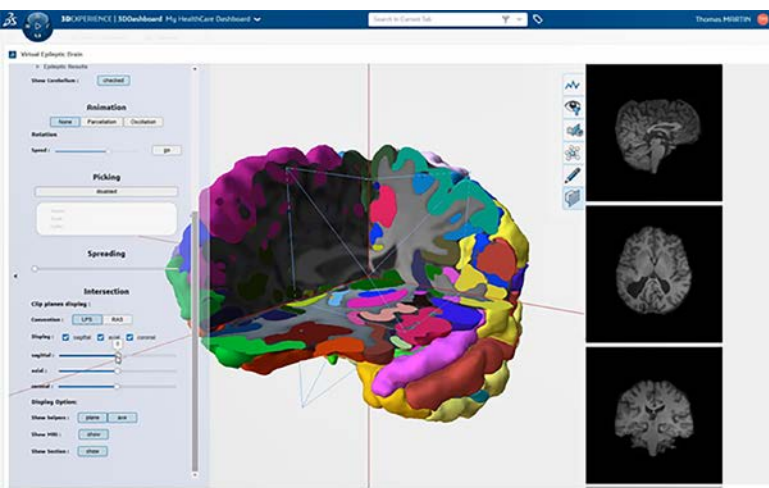 3DEXPERIENCE | 3DDashboard My HealthCare Dashboard
Search In Current Tab
Thomas MARTIN
Virtual Epileptic Brain
Epileptic Results
Show Cerebellum : checked
Animation
None Parcellation Oscillation
Rotation
Speed : go
Picking
disabled
Spreading
Intersection
Clip planes display :
Convention : LPS RAS
Display : sagittal axial coronal
sagittal :
axial :
Display Option:
Show helpers : plane axe
Show MRI : show
Show Section : show